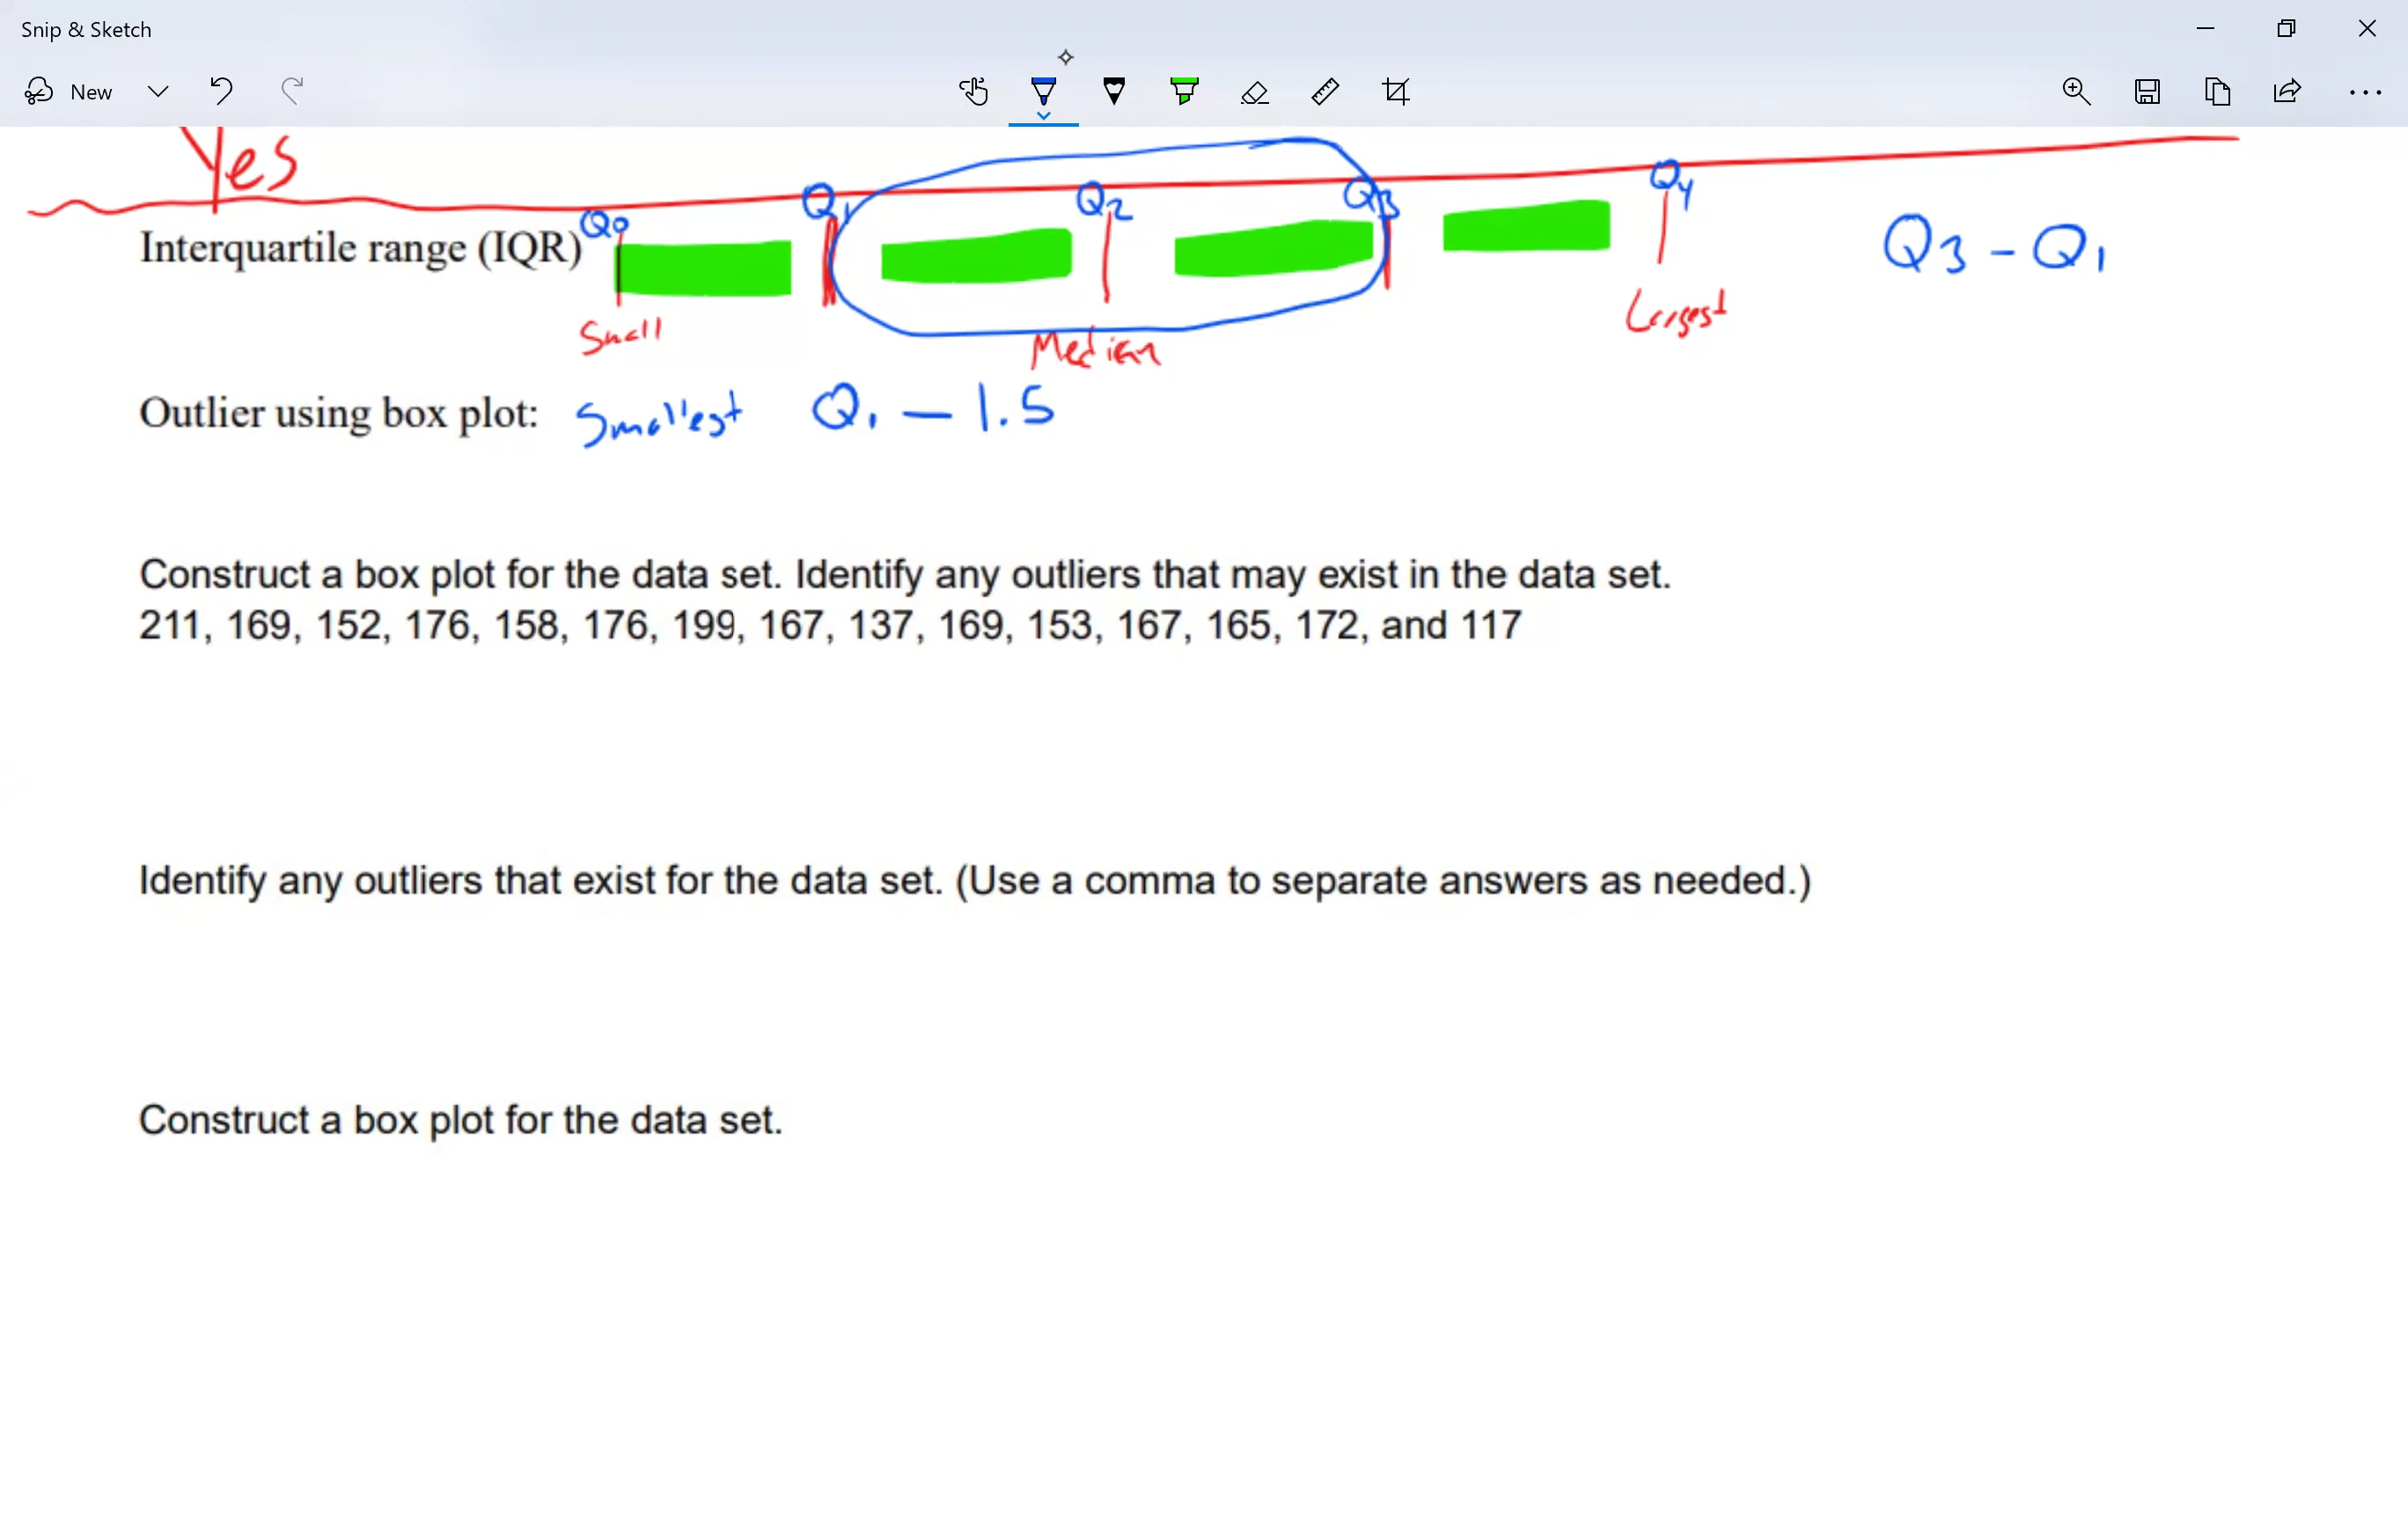 Snip & Sketch
New
Yes
Q0 Q1 Q2 Q3 Q4
Interquartile range (IQR) Q3 - Q1
Small Median Largest
Outlier using box plot: Smallest Q1 - 1.5
Construct a box plot for the data set. Identify any outliers that may exist in the data set.
211, 169, 152, 176, 158, 176, 199, 167, 137, 169, 153, 167, 165, 172, and 117
Identify any outliers that exist for the data set. (Use a comma to separate answers as needed.)
Construct a box plot for the data set.